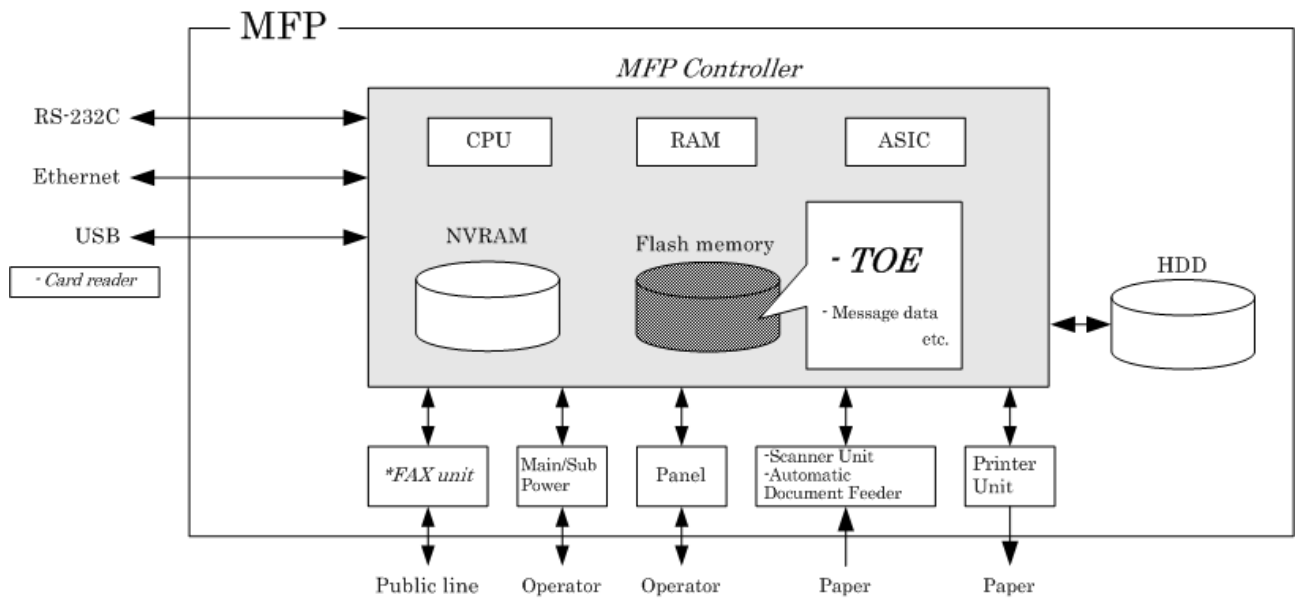 MFP
MFP Controller
RS-232C
CPU
RAM
ASIC
Ethernet
USB
- Card reader
NVRAM
Flash memory
- TOE
- Message data
etc.
HDD
*FAX unit
Main/Sub
Power
Panel
-Scanner Unit
-Automatic
Document Feeder
Printer
Unit
Public line
Operator
Operator
Paper
Paper